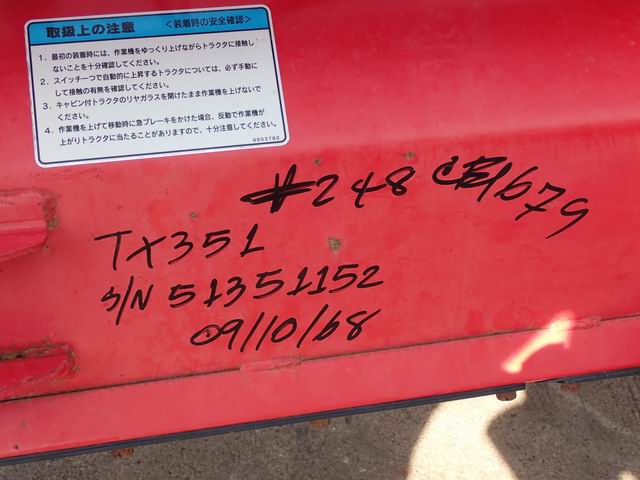 取扱上の注意 <装着時の安全確認>
1. 最初の装着時には、作業機をゆっくり上げながらトラクタに接触し
ないことを十分確認してください。
2. スイッチ一つで自動的に上昇するトラクタについては、必ず手動に
して接触の有無を確認してください。
3. キャビン付トラクタのリヤガラスを開けたまま作業機を上げないで
ください。
4. 作業機を上げて移動時に急ブレーキをかけた場合、反動で作業機が
上がりトラクタに当たることがありますので、十分注意してください。
9993780
#248 1679
TX351
S/N 51351152
09/10/68